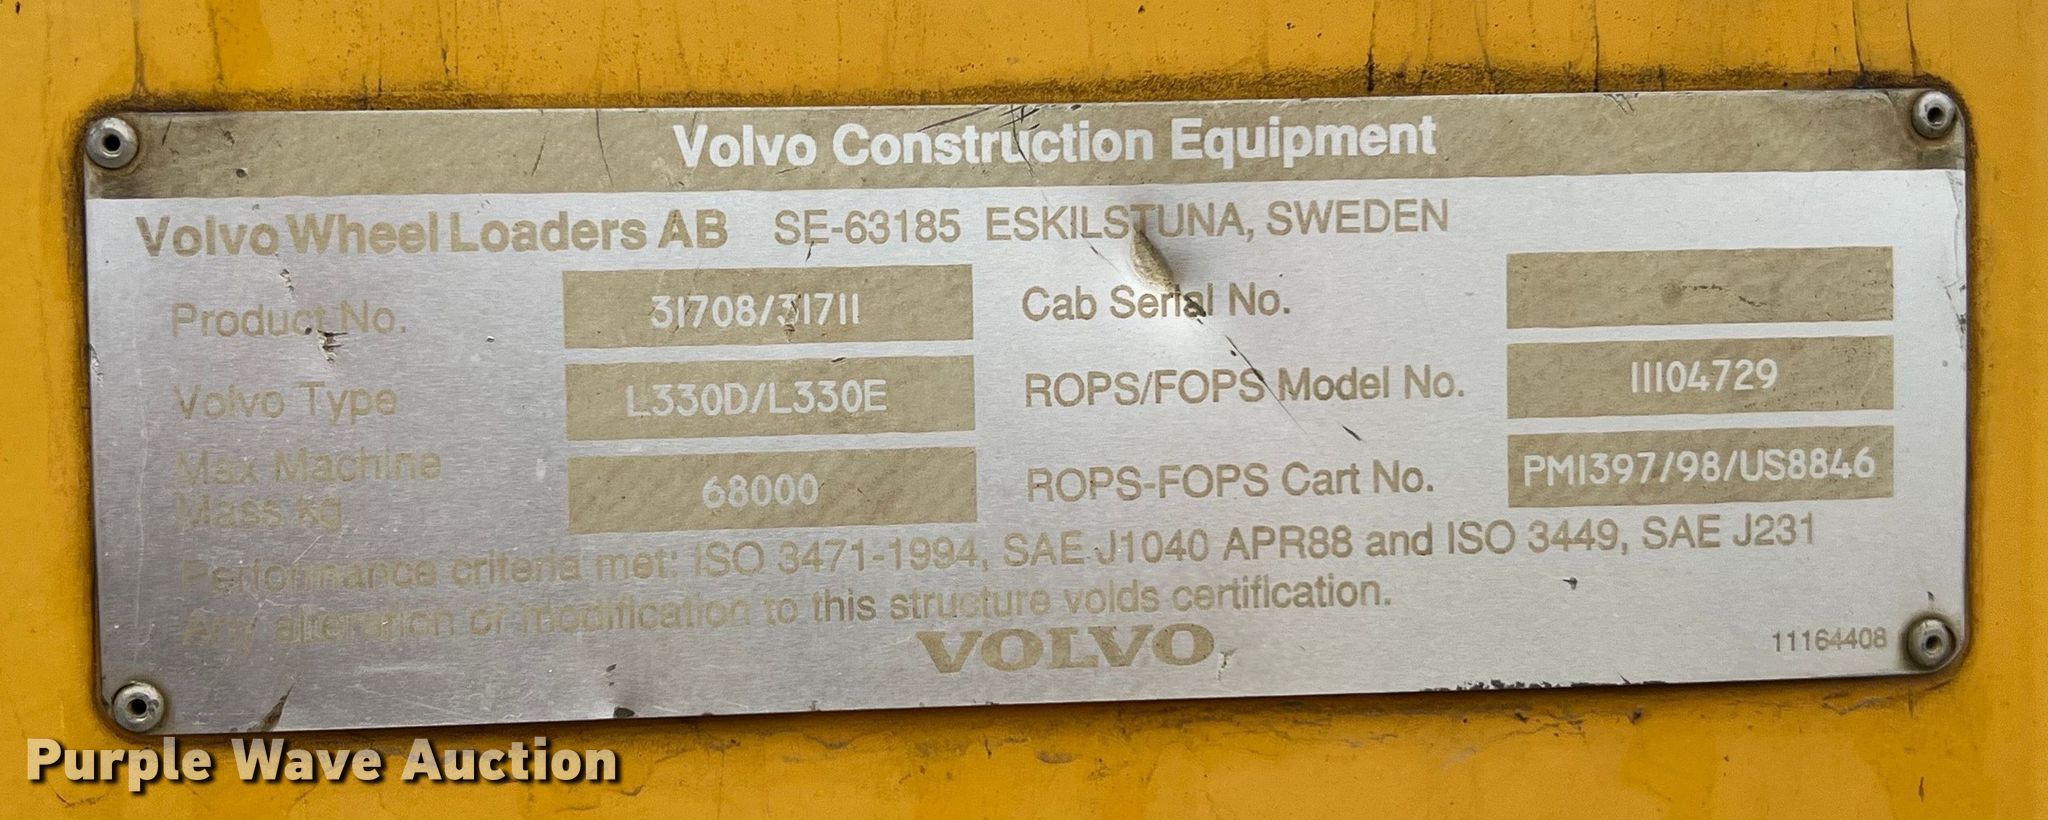 Volvo Construction Equipment
Volvo Wheel Loaders AB SE-63185 ESKILSTUNA, SWEDEN
Product No. 31708/31711 Cab Serial No.
Volvo Type L330D/L330E ROPS/FOPS Model No. 11104729
Max Machine
Mass kg 68000 ROPS-FOPS Cart No. PM1397/98/US8846
Performance criteria met: ISO 3471-1994, SAE J1040 APR88 and ISO 3449, SAE J231
Any alteration or modification to this structure voids certification.
VOLVO
11164408
Purple Wave Auction